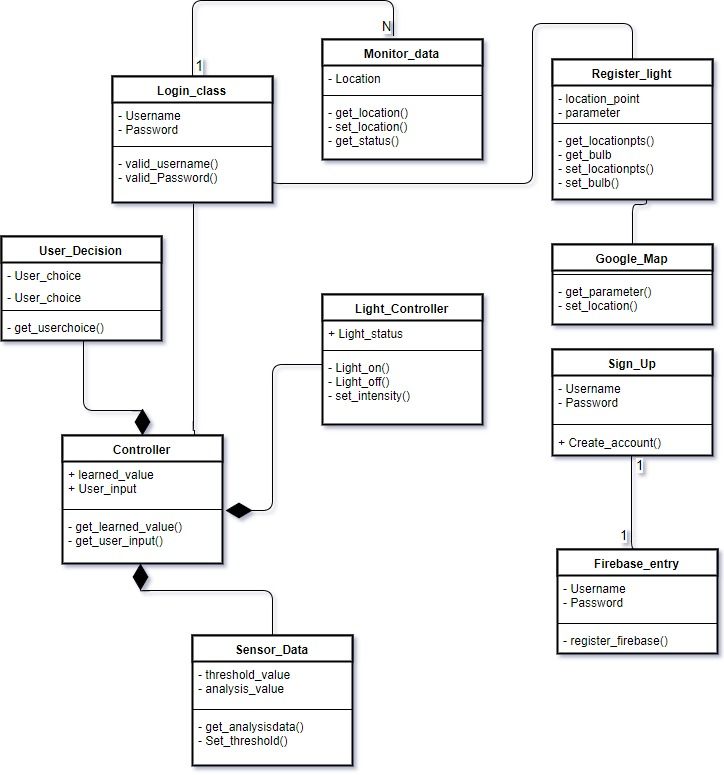 N
1
Monitor_data
- Location
- get_location()
- set_location()
- get_status()
Login_class
- Username
- Password
- valid_username()
- valid_Password()
Register_light
- location_point
- parameter
- get_locationpts()
- get_bulb
- set_locationpts()
- set_bulb()
User_Decision
- User_choice
- User_choice
- get_userchoice()
Google_Map
- get_parameter()
- set_location()
Light_Controller
+ Light_status
- Light_on()
- Light_off()
- set_intensity()
Sign_Up
- Username
- Password
+ Create_account()
1
1
Controller
+ learned_value
+ User_input
- get_learned_value()
- get_user_input()
Firebase_entry
- Username
- Password
- register_firebase()
Sensor_Data
- threshold_value
- analysis_value
- get_analysisdata()
- Set_threshold()